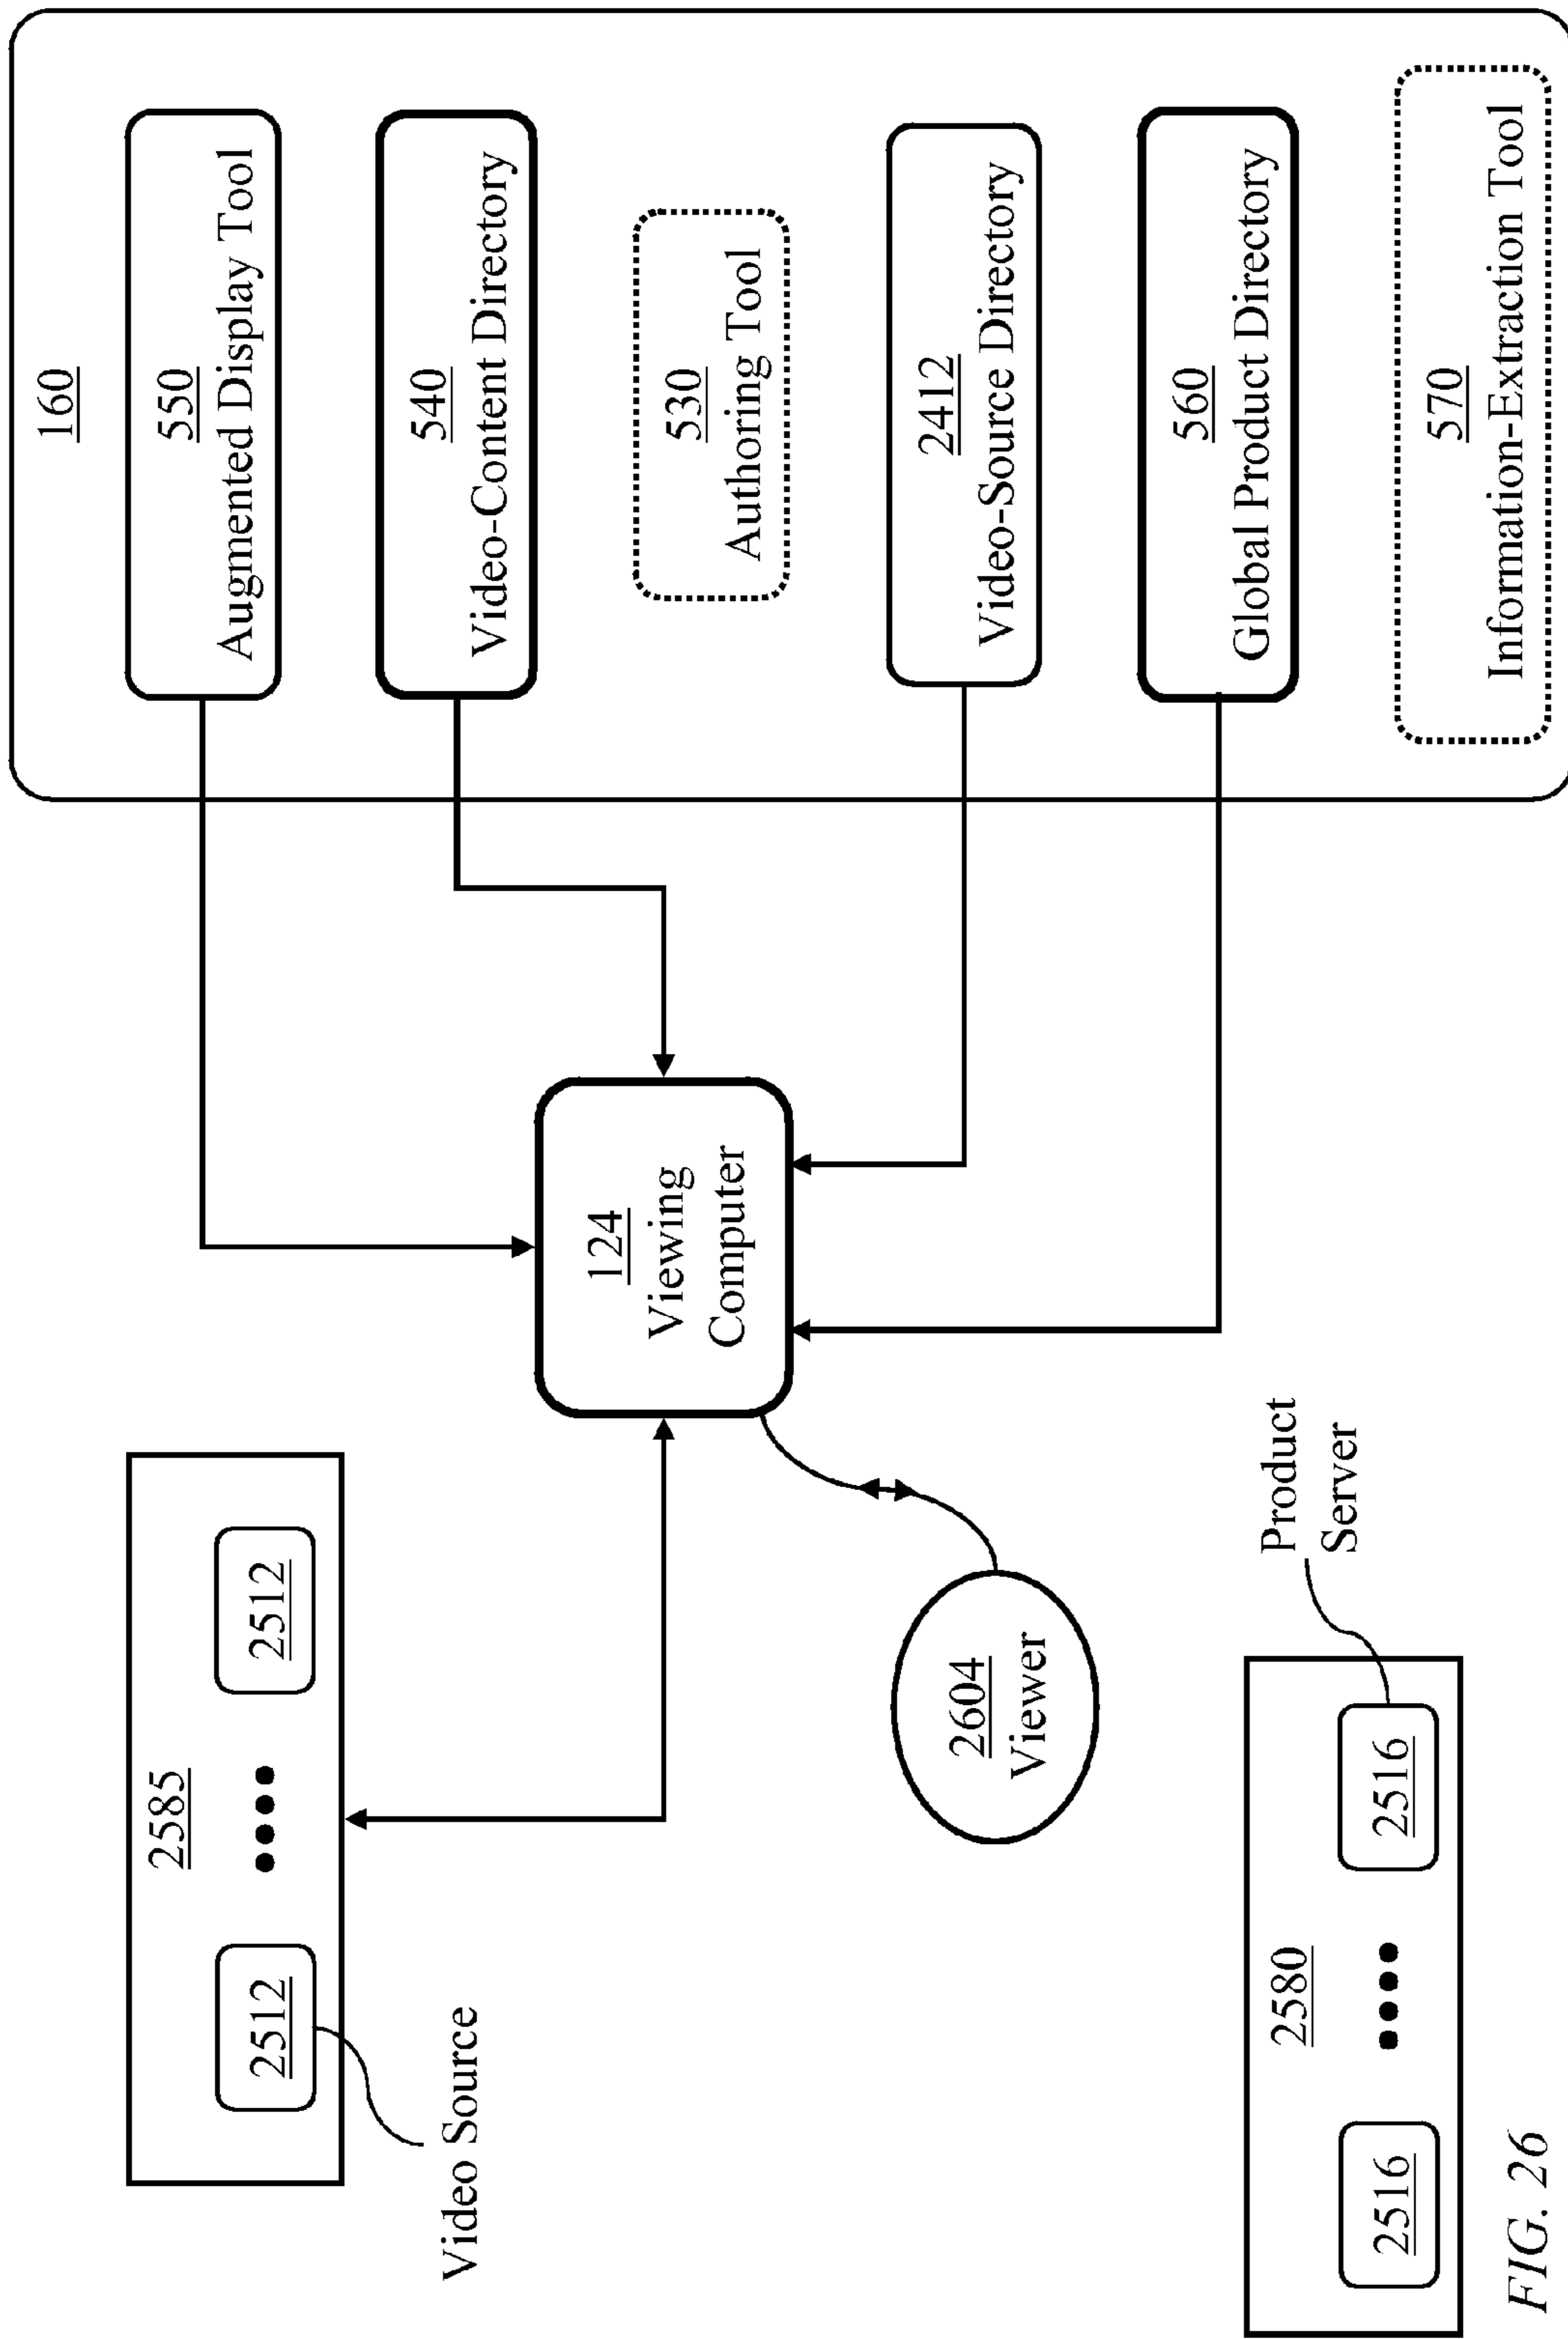 160
550
Augmented Display Tool
540
Video-Content Directory
530
Authoring Tool
2412
Video-Source Directory
560
Global Product Directory
570
Information-Extraction Tool
124
Viewing
Computer
2585
2512
2512
Video Source
2604
Viewer
Product
Server
2580
2516
2516
FIG. 26